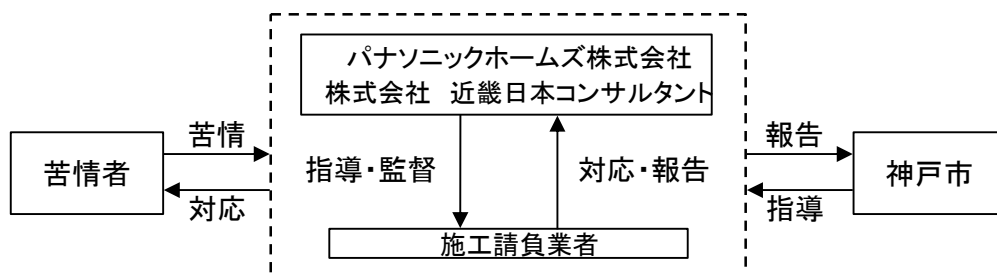 パナソニックホームズ株式会社
株式会社　近畿日本コンサルタント
苦情者
苦情
対応
指導・監督
対応・報告
報告
指導
神戸市
施工請負業者